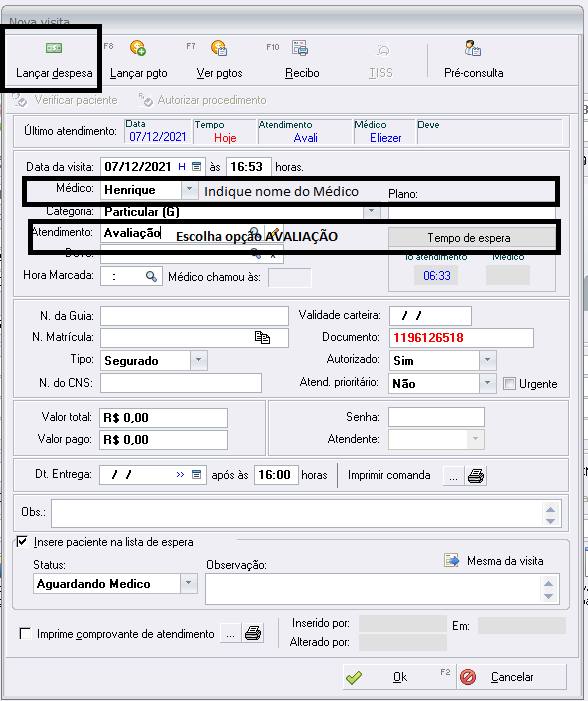 Nova visita
Lançar despesa
F8 Lançar pgto
F7 Ver pgtos
F10 Recibo
TISS
Pré-consulta
Verificar paciente Autorizar procedimento
Último atendimento: Data Tempo Atendimento Médico Deve
07/12/2021 Hoje Avali Eliezer
Data da visita: 07/12/2021 H às 16:53 horas.
Médico: Henrique Indique nome do Médico
Plano:
Categoria: Particular (G)
Atendimento: Avaliação Escolha opção AVALIAÇÃO
Tempo de espera
atendimento Médico
06:33
Hora Marcada: : Médico chamou às:
N. da Guia: Validade carteira: / /
N. Matrícula: Documento: 1196126518
Tipo: Segurado Autorizado: Sim
N. do CNS: Atend. prioritário: Não Urgente
Valor total: R$ 0,00 Senha:
Valor pago: R$ 0,00 Atendente:
Dt. Entrega: / / >> após às 16:00 horas Imprimir comanda ...
Obs.:
Insere paciente na lista de espera
Status: Observação: Mesma da visita
Aguardando Medico
Imprime comprovante de atendimento ... Inserido por: Em:
Alterado por:
Ok F2 Cancelar